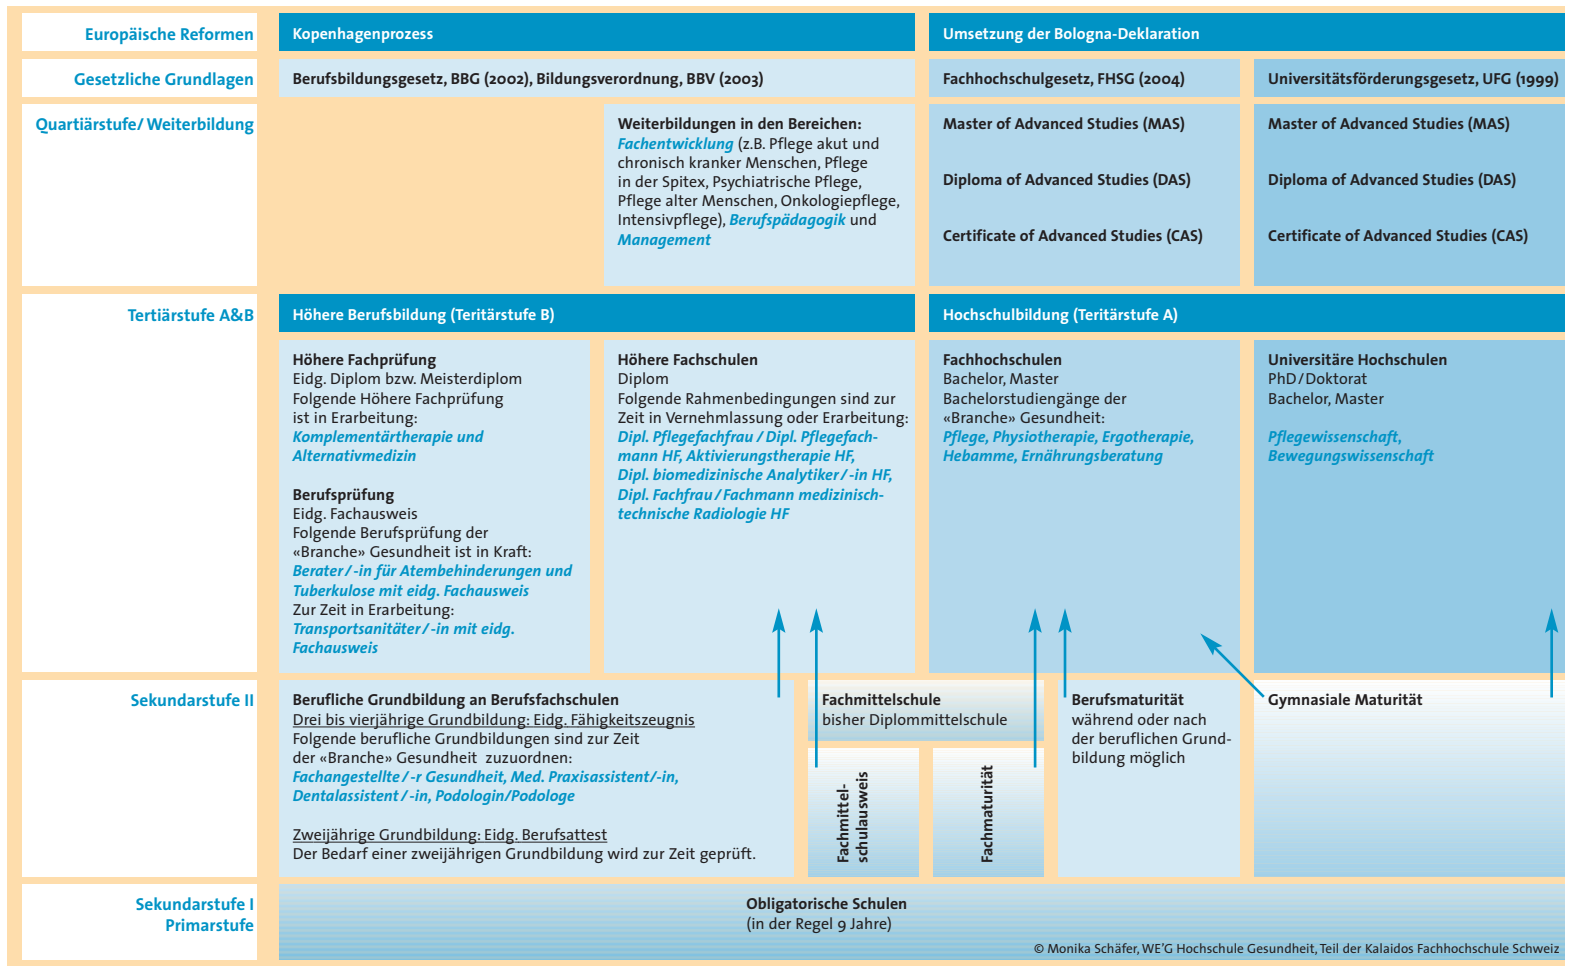 Europäische Reformen
Kopenhagenprozess
Umsetzung der Bologna-Deklaration
Gesetzliche Grundlagen
Berufsbildungsgesetz, BBG (2002), Bildungsverordnung, BBV (2003)
Fachhochschulgesetz, FHSG (2004)
Universitätsförderungsgesetz, UFG (1999)
Quartiärstufe/ Weiterbildung
Weiterbildungen in den Bereichen:
Fachentwicklung (z.B. Pflege akut und
chronisch kranker Menschen, Pflege
in der Spitex, Psychiatrische Pflege,
Pflege alter Menschen, Onkologiepflege,
Intensivpflege), Berufspädagogik und
Management
Master of Advanced Studies (MAS)
Diploma of Advanced Studies (DAS)
Certificate of Advanced Studies (CAS)
Master of Advanced Studies (MAS)
Diploma of Advanced Studies (DAS)
Certificate of Advanced Studies (CAS)
Tertiärstufe A&B
Höhere Berufsbildung (Teritärstufe B)
Hochschulbildung (Teritärstufe A)
Höhere Fachprüfung
Eidg. Diplom bzw. Meisterdiplom
Folgende Höhere Fachprüfung
ist in Erarbeitung:
Komplementärtherapie und
Alternativmedizin
Berufsprüfung
Eidg. Fachausweis
Folgende Berufsprüfung der
«Branche» Gesundheit ist in Kraft:
Berater/-in für Atembehinderungen und
Tuberkulose mit eidg. Fachausweis
Zur Zeit in Erarbeitung:
Transportsanitäter/-in mit eidg.
Fachausweis
Höhere Fachschulen
Diplom
Folgende Rahmenbedingungen sind zur
Zeit in Vernehmlassung oder Erarbeitung:
Dipl. Pflegefachfrau / Dipl. Pflegefach-
mann HF, Aktivierungstherapie HF,
Dipl. biomedizinische Analytiker/-in HF,
Dipl. Fachfrau / Fachmann medizinisch-
technische Radiologie HF
Fachhochschulen
Bachelor, Master
Bachelorstudiengänge der
«Branche» Gesundheit:
Pflege, Physiotherapie, Ergotherapie,
Hebamme, Ernährungsberatung
Universitäre Hochschulen
PhD/Doktorat
Bachelor, Master
Pflegewissenschaft,
Bewegungswissenschaft
Sekundarstufe II
Berufliche Grundbildung an Berufsfachschulen
Drei bis vierjährige Grundbildung: Eidg. Fähigkeitszeugnis
Folgende berufliche Grundbildungen sind zur Zeit
der «Branche» Gesundheit zuzuordnen:
Fachangestellte/-r Gesundheit, Med. Praxisassistent/-in,
Dentalassistent/-in, Podologin/Podologe
Zweijährige Grundbildung: Eidg. Berufsattest
Der Bedarf einer zweijährigen Grundbildung wird zur Zeit geprüft.
Fachmittelschule
bisher Diplommittelschule
Fachmittel-
schulausweis
Fachmaturität
Berufsmaturität
während oder nach
der beruflichen Grund-
bildung möglich
Gymnasiale Maturität
Sekundarstufe I
Primarstufe
Obligatorische Schulen
(in der Regel 9 Jahre)
© Monika Schäfer, WE'G Hochschule Gesundheit, Teil der Kalaidos Fachhochschule Schweiz